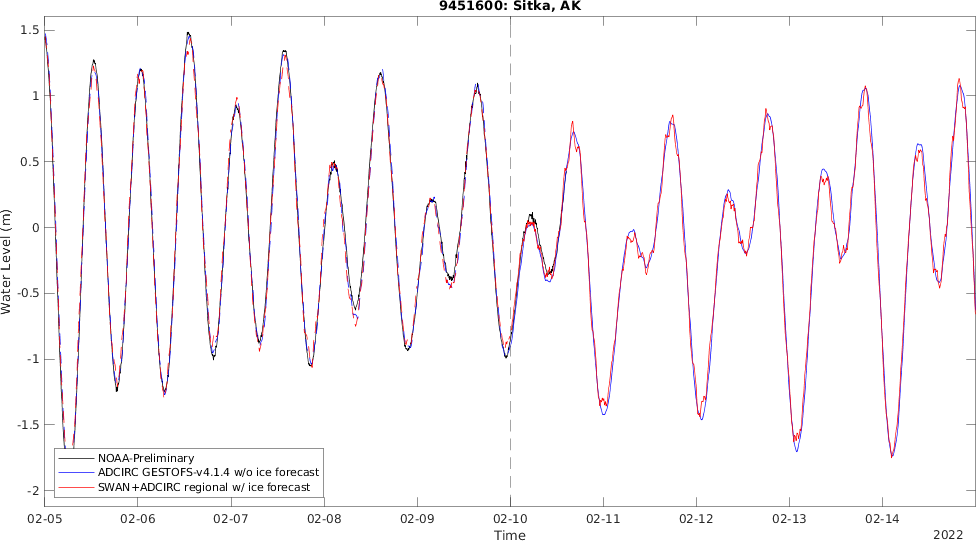 9451600: Sitka, AK
1.5
1
0.5
0
-0.5
-1
-1.5
-2
Water Level (m)
NOAA-Preliminary
ADCIRC GESTOFS-v4.1.4 w/o ice forecast
SWAN+ADCIRC regional w/ ice forecast
02-05 02-06 02-07 02-08 02-09 02-10 02-11 02-12 02-13 02-14
Time
2022